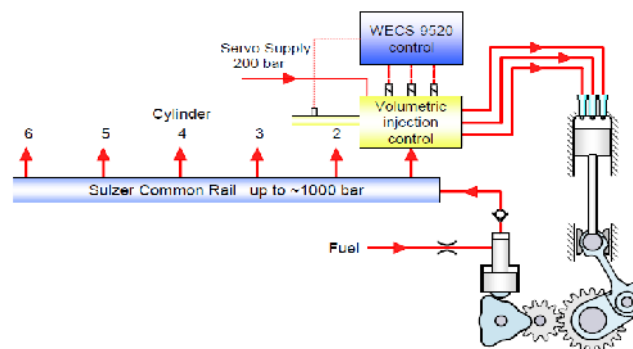 WECS 9520
control
Servo Supply
200 bar
Volumetric
injection
control
Cylinder
6 5 4 3 2
Sulzer Common Rail up to ~1000 bar
Fuel